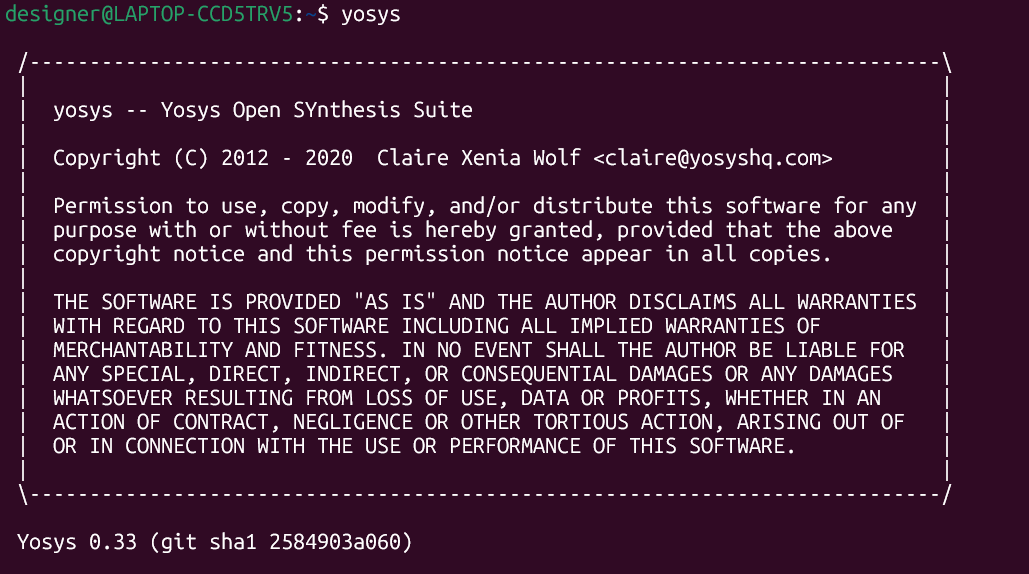 designer@LAPTOP-CCD5TRV5:~$ yosys
/----------------------------------------------------------------------------\
|                                                                            |
|  yosys -- Yosys Open SYnthesis Suite                                       |
|                                                                            |
|  Copyright (C) 2012 - 2020  Claire Xenia Wolf <claire@yosyshq.com>         |
|                                                                            |
|  Permission to use, copy, modify, and/or distribute this software for any  |
|  purpose with or without fee is hereby granted, provided that the above    |
|  copyright notice and this permission notice appear in all copies.         |
|                                                                            |
|  THE SOFTWARE IS PROVIDED "AS IS" AND THE AUTHOR DISCLAIMS ALL WARRANTIES  |
|  WITH REGARD TO THIS SOFTWARE INCLUDING ALL IMPLIED WARRANTIES OF          |
|  MERCHANTABILITY AND FITNESS. IN NO EVENT SHALL THE AUTHOR BE LIABLE FOR   |
|  ANY SPECIAL, DIRECT, INDIRECT, OR CONSEQUENTIAL DAMAGES OR ANY DAMAGES    |
|  WHATSOEVER RESULTING FROM LOSS OF USE, DATA OR PROFITS, WHETHER IN AN     |
|  ACTION OF CONTRACT, NEGLIGENCE OR OTHER TORTIOUS ACTION, ARISING OUT OF   |
|  OR IN CONNECTION WITH THE USE OR PERFORMANCE OF THIS SOFTWARE.            |
|                                                                            |
\----------------------------------------------------------------------------/
Yosys 0.33 (git sha1 2584903a060)